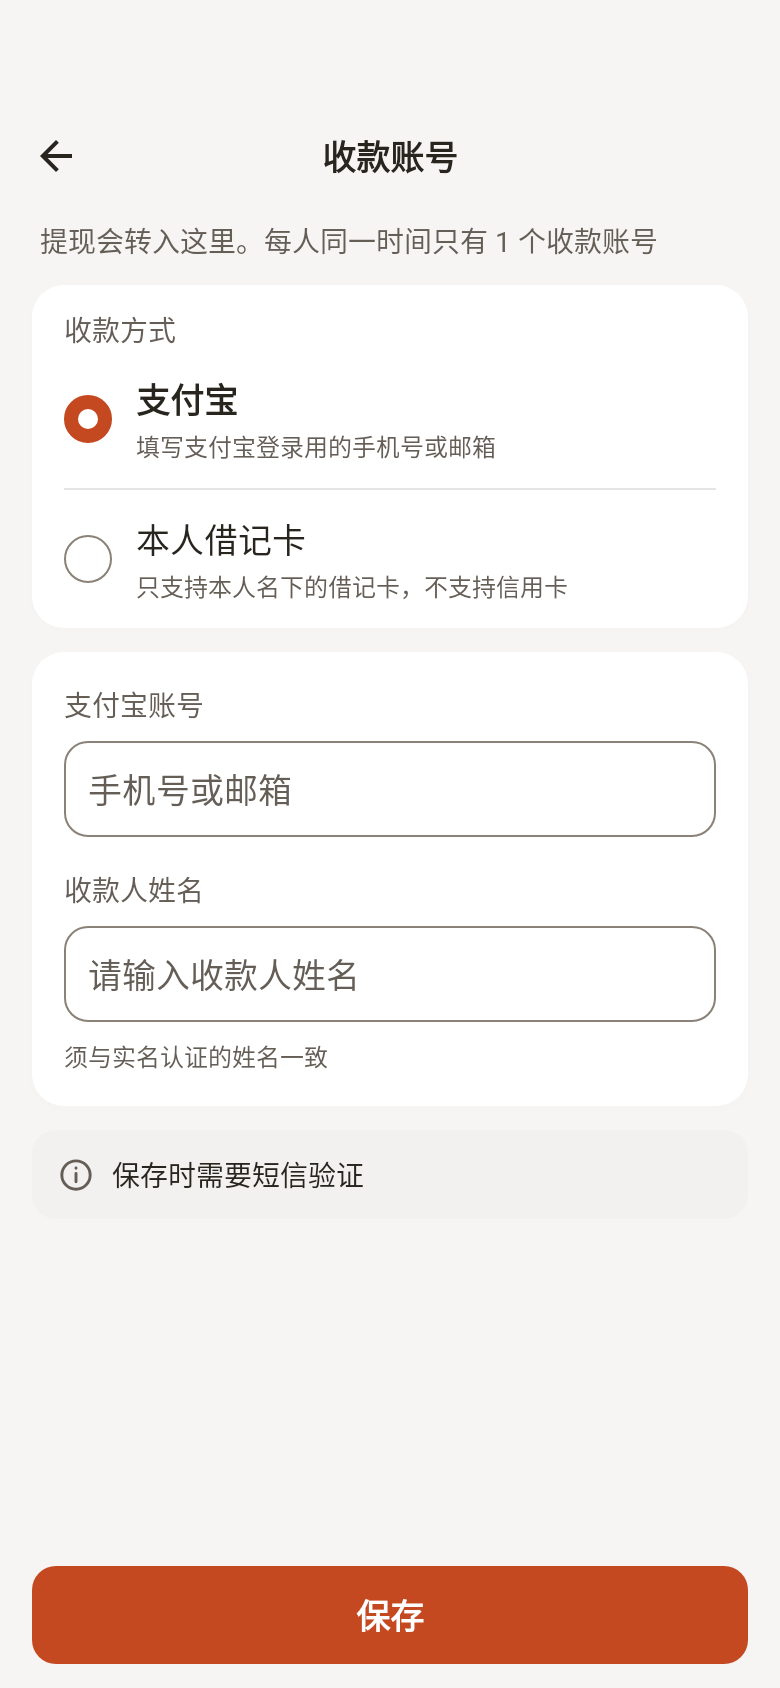 收款账号
提现会转入这里。每人同一时间只有 1 个收款账号
收款方式
支付宝
填写支付宝登录用的手机号或邮箱
本人借记卡
只支持本人名下的借记卡，不支持信用卡
支付宝账号
手机号或邮箱
收款人姓名
请输入收款人姓名
须与实名认证的姓名一致
保存时需要短信验证
保存